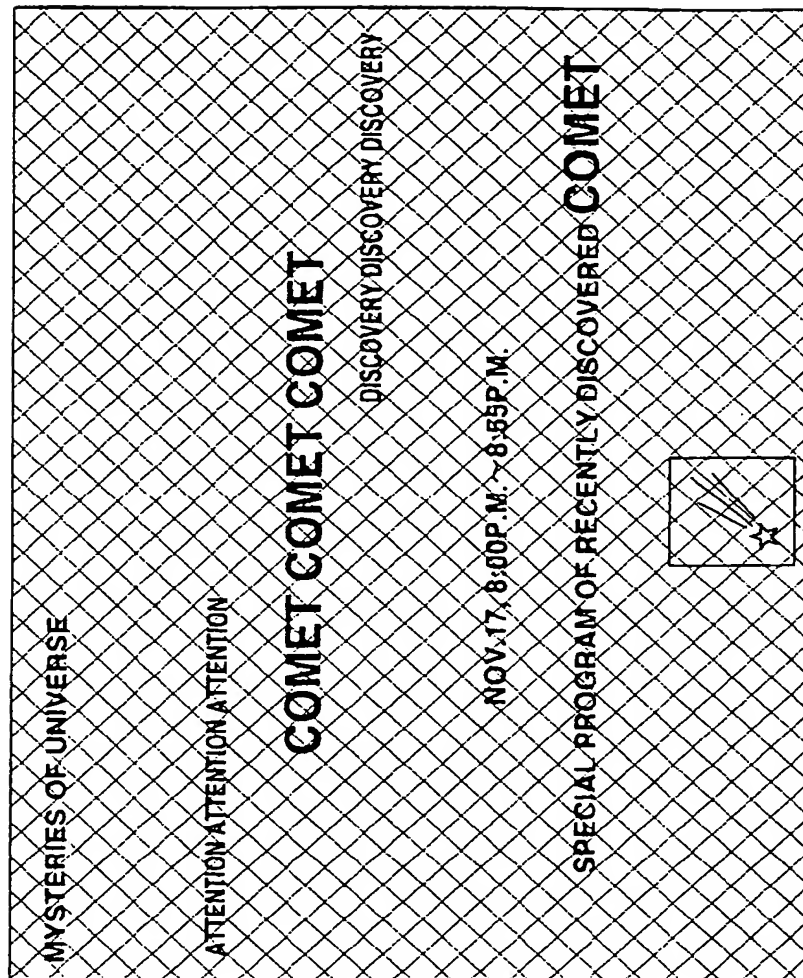 MYSTERIES OF UNIVERSE
ATTENTION ATTENTION ATTENTION
COMET COMET COMET
DISCOVERY DISCOVERY DISCOVERY
NOV.17, 8:00P.M.~8:55P.M.
SPECIAL PROGRAM OF RECENTLY DISCOVERED COMET